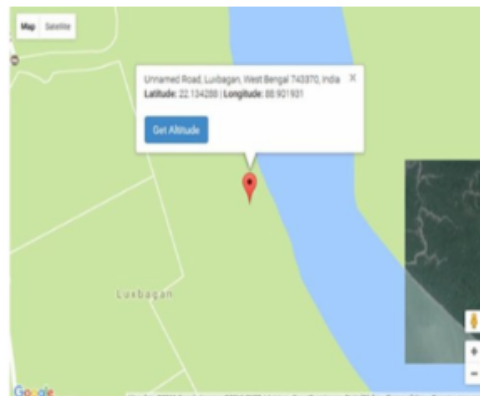 Map Satellite
Unnamed Road, Luxbagan, West Bengal 743370, India
Latitude: 22.134288 | Longitude: 88.901931
Get Altitude
Luxbagan
Google